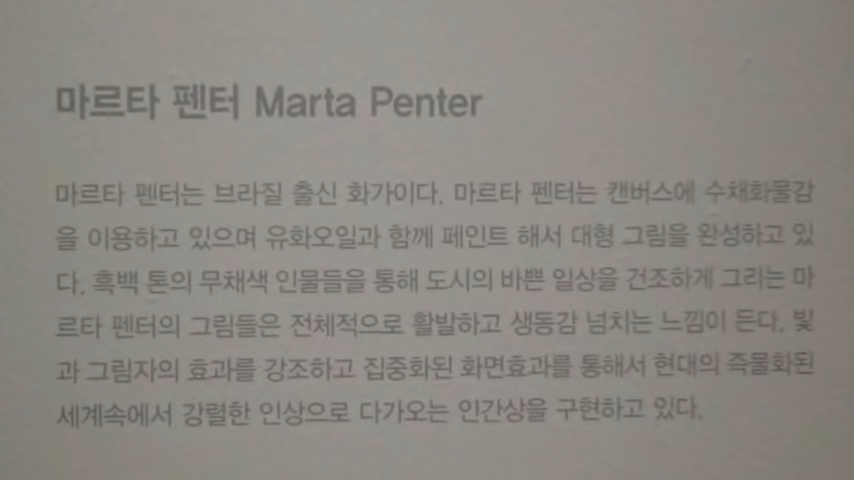 마르타 펜터 Marta Penter
마르타 펜터는 브라질 출신 화가이다. 마르타 펜터는 캔버스에 수채화물감
을 이용하고 있으며 유화오일과 함께 페인트 해서 대형 그림을 완성하고 있
다. 흑백 톤의 무채색 인물들을 통해 도시의 바쁜 일상을 건조하게 그리는 마
르타 펜터의 그림들은 전체적으로 활발하고 생동감 넘치는 느낌이 든다. 빛
과 그림자의 효과를 강조하고 집중화된 화면효과를 통해서 현대의 즉물화된
세계속에서 강렬한 인상으로 다가오는 인간상을 구현하고 있다.